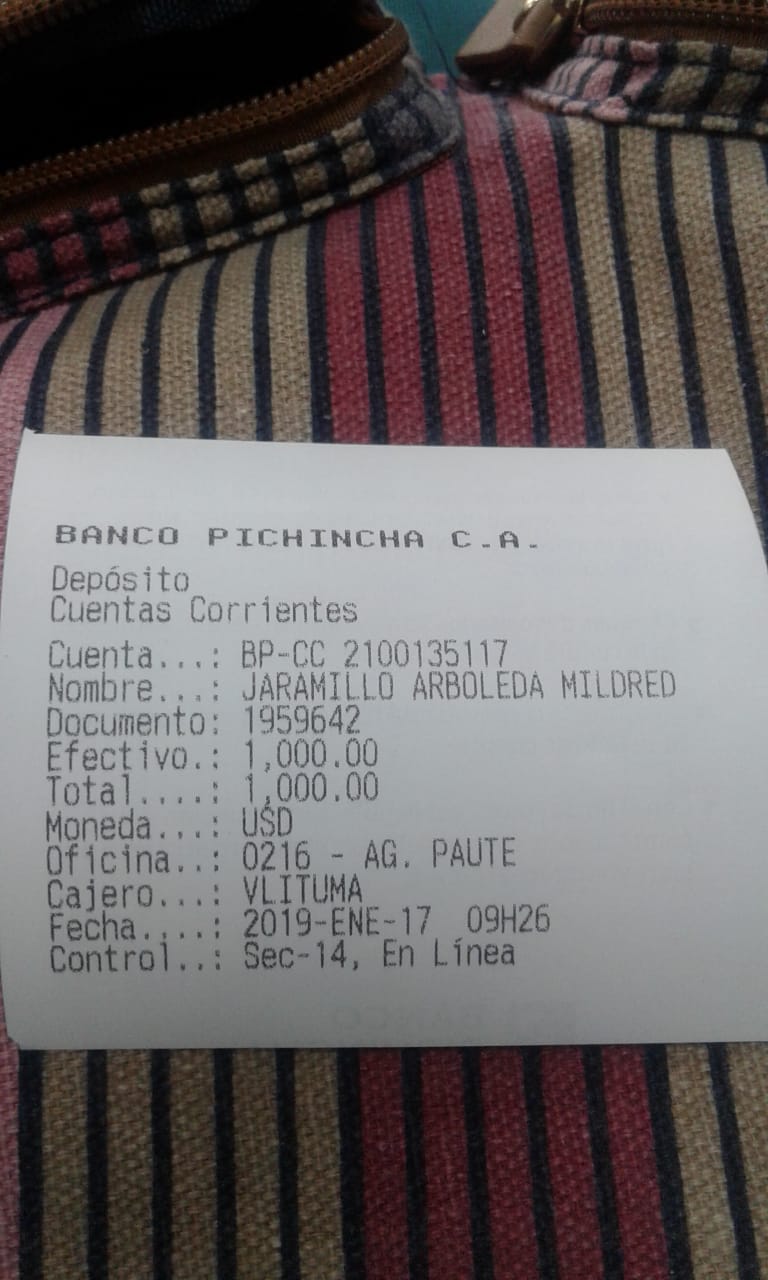 BANCO PICHINCHA C.A.
Depósito
Cuentas Corrientes
Cuenta...: BP-CC 2100135117
Nombre...: JARAMILLO ARBOLEDA MILDRED
Documento: 1959642
Efectivo.: 1,000.00
Total....: 1,000.00
Moneda...: USD
Oficina..: 0216 - AG. PAUTE
Cajero...: VLITUMA
Fecha....: 2019-ENE-17  09H26
Control..: Sec-14, En Línea